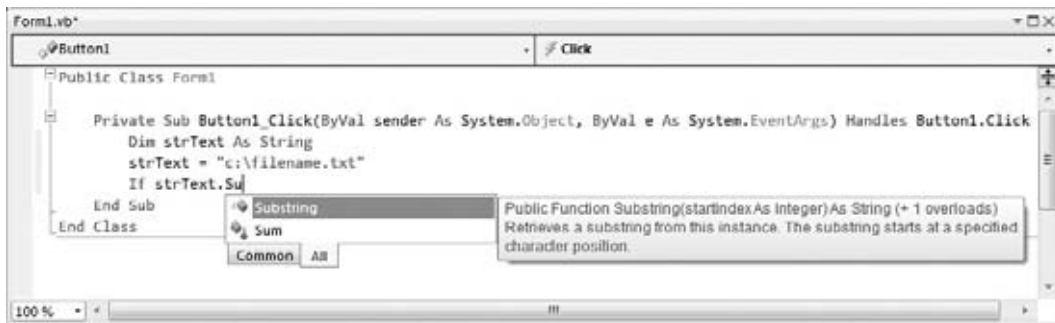 Form1.vb*
Button1
Click
Public Class Form1
Private Sub Button1_Click(ByVal sender As System.Object, ByVal e As System.EventArgs) Handles Button1.Click
Dim strText As String
strText = "c:\filename.txt"
If strText.Su
End Sub
End Class
Substring
Sum
Common All
Public Function Substring(startIndex As Integer) As String (+ 1 overloads)
Retrieves a substring from this instance. The substring starts at a specified
character position.
100 %